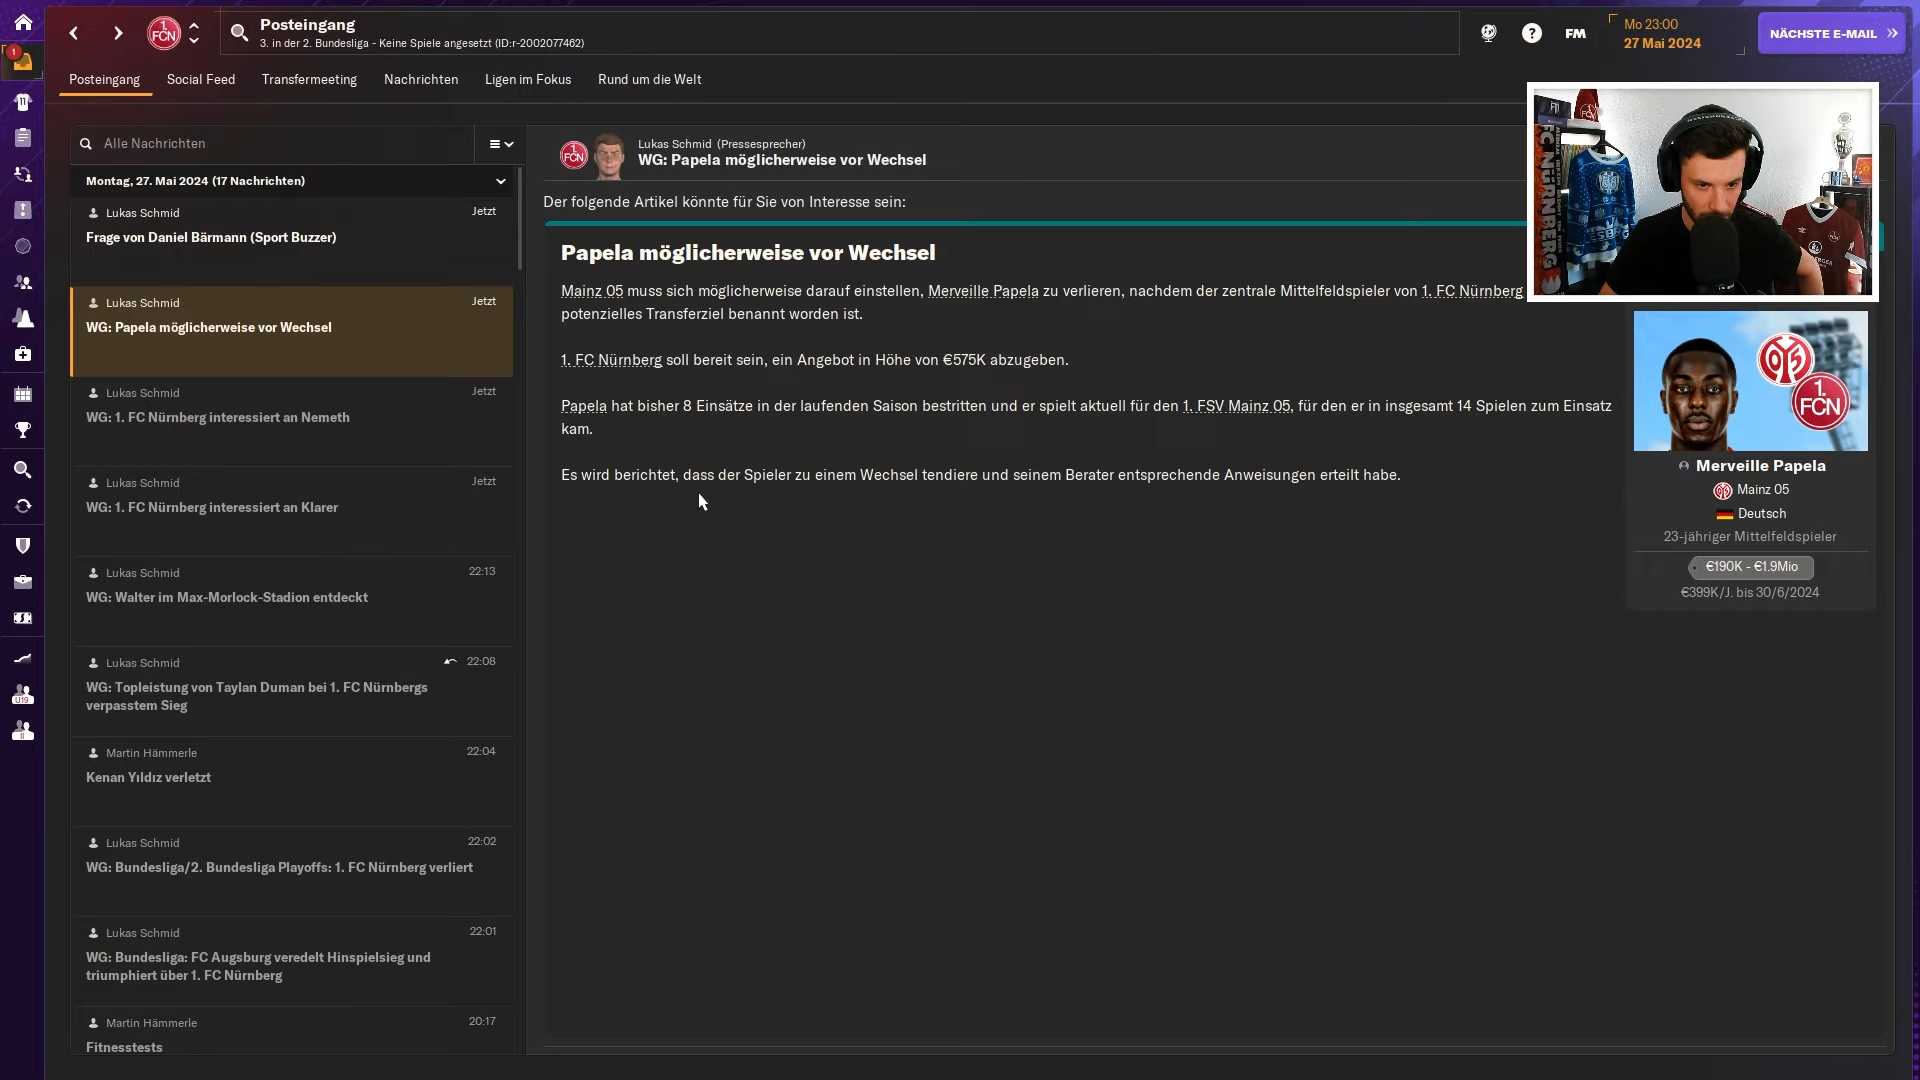 Posteingang
3. in der 2. Bundesliga - Keine Spiele angesetzt (ID:r-2002077462)
FM
Mo 23:00
27 Mai 2024
NÄCHSTE E-MAIL
1
Posteingang
Social Feed
Transfermeeting
Nachrichten
Ligen im Fokus
Rund um die Welt
Alle Nachrichten
Montag, 27. Mai 2024 (17 Nachrichten)
Lukas Schmid
Jetzt
Frage von Daniel Bärmann (Sport Buzzer)
Lukas Schmid
Jetzt
WG: Papela möglicherweise vor Wechsel
Lukas Schmid
Jetzt
WG: 1. FC Nürnberg interessiert an Nemeth
Lukas Schmid
Jetzt
WG: 1. FC Nürnberg interessiert an Klarer
Lukas Schmid
22:13
WG: Walter im Max-Morlock-Stadion entdeckt
Lukas Schmid
22:08
WG: Topleistung von Taylan Duman bei 1. FC Nürnbergs
verpasstem Sieg
Martin Hämmerle
22:04
Kenan Yıldız verletzt
Lukas Schmid
22:02
WG: Bundesliga/2. Bundesliga Playoffs: 1. FC Nürnberg verliert
Lukas Schmid
22:01
WG: Bundesliga: FC Augsburg veredelt Hinspielsieg und
triumphiert über 1. FC Nürnberg
Martin Hämmerle
20:17
Fitnesstests
Lukas Schmid (Pressesprecher)
WG: Papela möglicherweise vor Wechsel
Der folgende Artikel könnte für Sie von Interesse sein:
Papela möglicherweise vor Wechsel
Mainz 05 muss sich möglicherweise darauf einstellen, Merveille Papela zu verlieren, nachdem der zentrale Mittelfeldspieler von 1. FC Nürnberg
potenzielles Transferziel benannt worden ist.
1. FC Nürnberg soll bereit sein, ein Angebot in Höhe von €575K abzugeben.
Papela hat bisher 8 Einsätze in der laufenden Saison bestritten und er spielt aktuell für den 1. FSV Mainz 05, für den er in insgesamt 14 Spielen zum Einsatz
kam.
Es wird berichtet, dass der Spieler zu einem Wechsel tendiere und seinem Berater entsprechende Anweisungen erteilt habe.
1. FCN
Merveille Papela
Mainz 05
Deutsch
23-jähriger Mittelfeldspieler
€190K - €1.9Mio
€399K/J. bis 30/6/2024
FC NÜRNBERG
U19
II